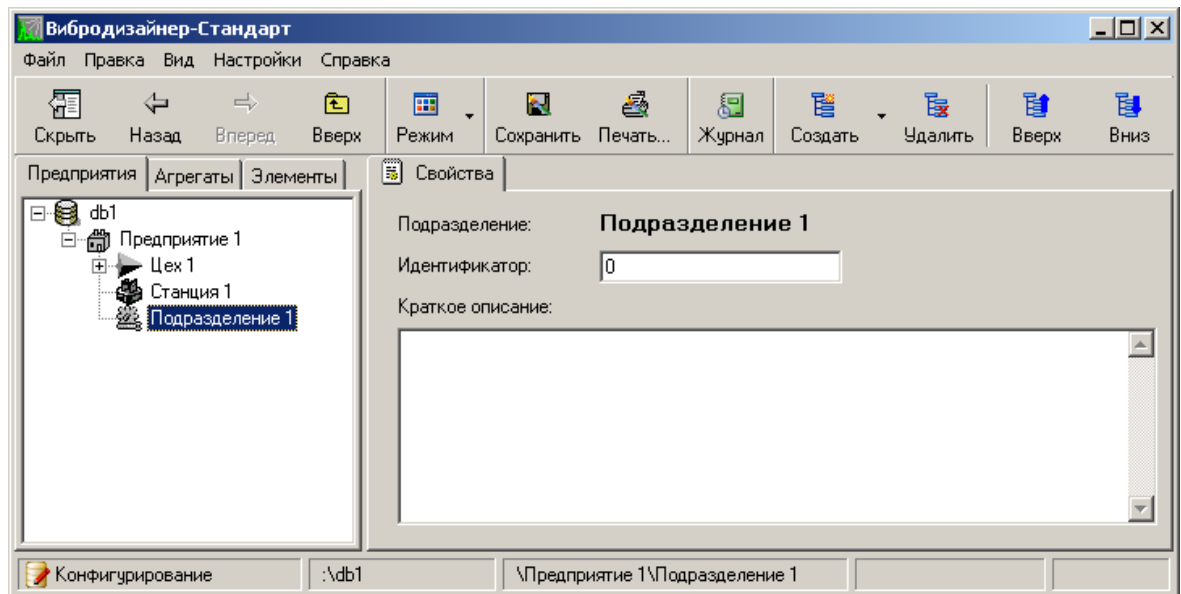 Вибродизайнер-Стандарт
Файл Правка Вид Настройки Справка
Скрыть Назад Вперед Вверх Режим Сохранить Печать... Журнал Создать Удалить Вверх Вниз
Предприятия Агрегаты Элементы
Свойства
db1
Предприятие 1
Цех 1
Станция 1
Подразделение 1
Подразделение: Подразделение 1
Идентификатор: 0
Краткое описание:
Конфигурирование :\db1 \Предприятие 1\Подразделение 1